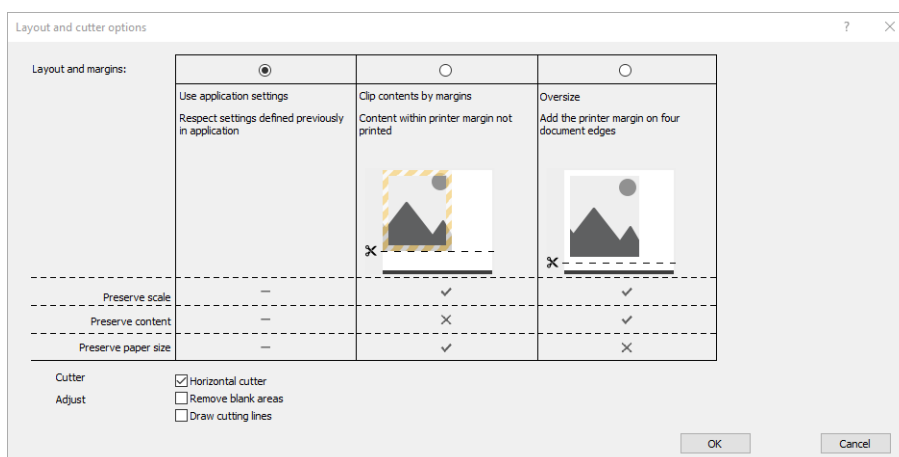 Layout and cutter options
Layout and margins:
Use application settings
Clip contents by margins
Oversize
Respect settings defined previously
in application
Content within printer margin not
printed
Add the printer margin on four
document edges
Preserve scale
Preserve content
Preserve paper size
Cutter
Horizontal cutter
Adjust
Remove blank areas
Draw cutting lines
OK
Cancel